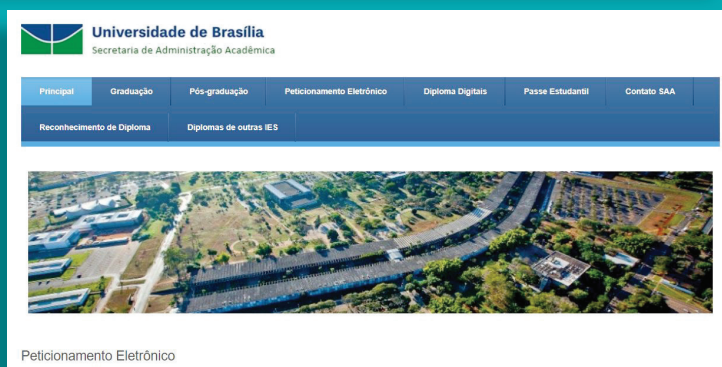 Universidade de Brasília
Secretaria de Administração Acadêmica
Principal Graduação Pós-graduação Peticionamento Eletrônico Diploma Digitais Passe Estudantil Contato SAA
Reconhecimento de Diploma Diplomas de outras IES
Peticionamento Eletrônico